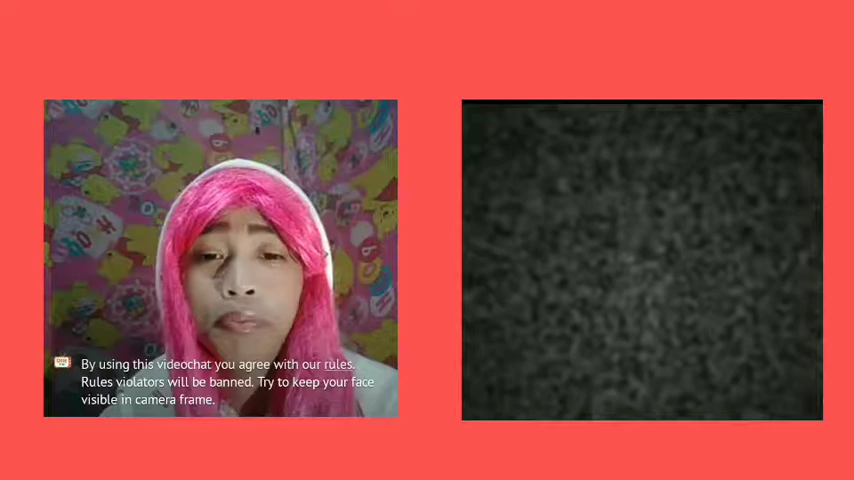 By using this videochat you agree with our rules.
Rules violators will be banned. Try to keep your face
visible in camera frame.